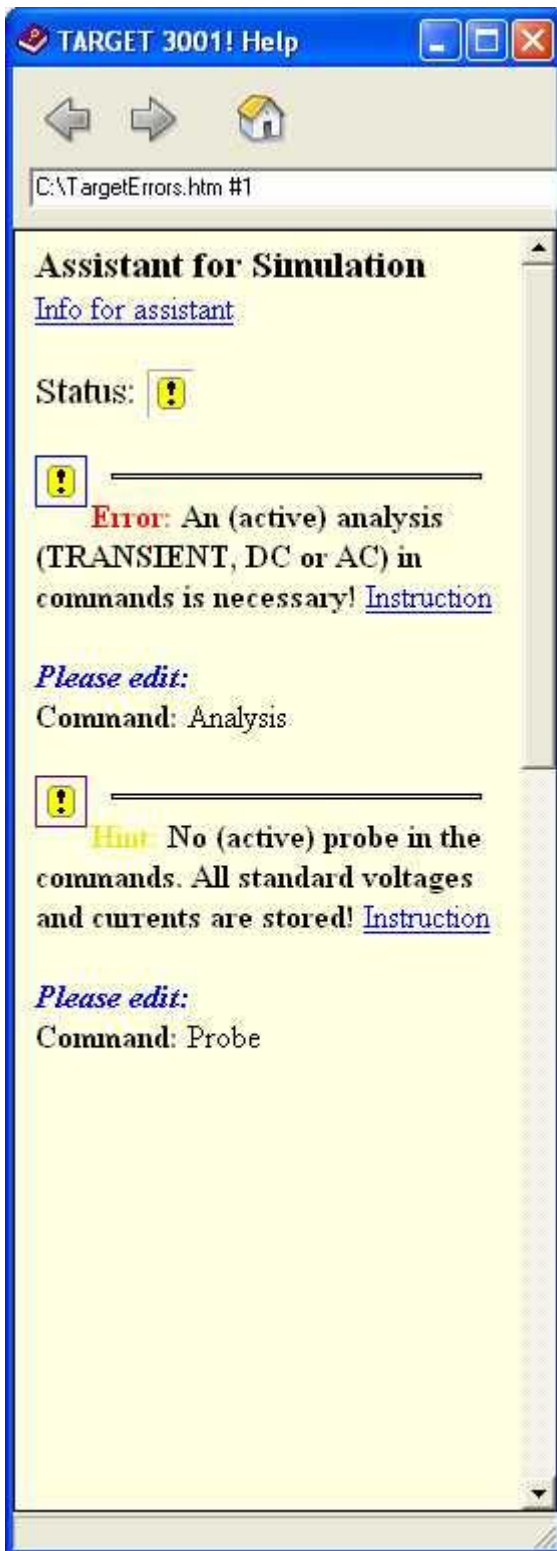 TARGET 3001! Help
C:\TargetErrors.htm #1
Assistant for Simulation
Info for assistant
Status:
Error: An (active) analysis
(TRANSIENT, DC or AC) in
commands is necessary! Instruction
Please edit:
Command: Analysis
Hint: No (active) probe in the
commands. All standard voltages
and currents are stored! Instruction
Please edit:
Command: Probe